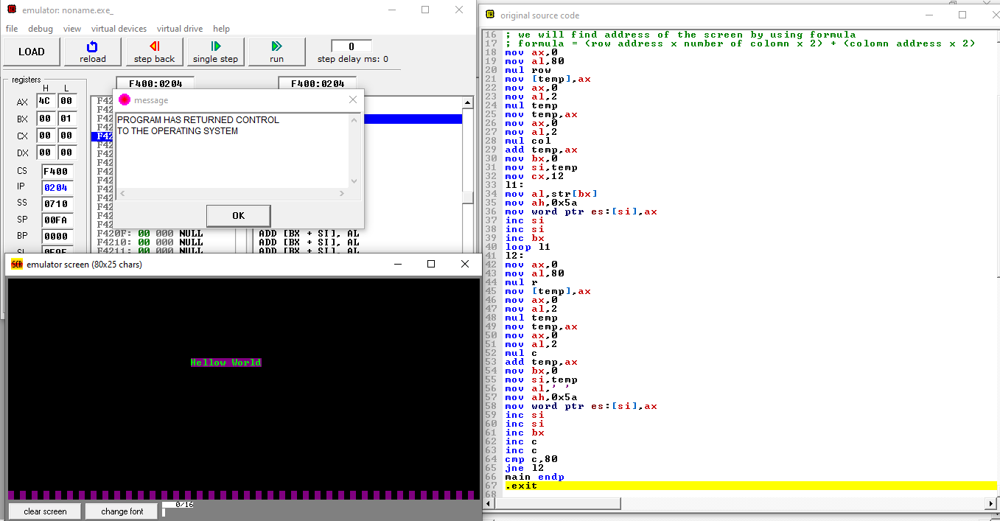 emulator: noname.exe_
file debug view virtual devices virtual drive help
LOAD reload step back single step run 0
step delay ms: 0
registers F400:0204 F400:0204
H L
AX 4C 00
BX 00 01
CX 00 00
DX 00 00
CS F400
IP 0204
SS 0710
SP 00FA
BP 0000
message
PROGRAM HAS RETURNED CONTROL
TO THE OPERATING SYSTEM
OK
F420F: 00 000 NULL ADD [BX + SI], AL
F4210: 00 000 NULL ADD [BX + SI], AL
F4211: 00 000 NULL ADD [BX + SI], AL
emulator screen (80x25 chars)
Hellow World
clear screen change font 0/16
original source code
16 ; we will find address of the screen by using formula
17 ; formula = (row address x number of colomn x 2) + (colomn address x 2)
18 mov ax,0
19 mov al,80
20 mul row
21 mov [temp],ax
22 mov ax,0
23 mov al,2
24 mul temp
25 mov temp,ax
26 mov ax,0
27 mov al,2
28 mul col
29 add temp,ax
30 mov bx,0
31 mov si,temp
32 mov cx,12
33 l1:
34 mov al,str[bx]
35 mov ah,0x5a
36 mov word ptr es:[si],ax
37 inc si
38 inc si
39 inc bx
40 loop l1
41 l2:
42 mov ax,0
43 mov al,80
44 mul r
45 mov [temp],ax
46 mov ax,0
47 mov al,2
48 mul temp
49 mov temp,ax
50 mov ax,0
51 mov al,2
52 mul c
53 add temp,ax
54 mov bx,0
55 mov si,temp
56 mov al,' '
57 mov ah,0x5a
58 mov word ptr es:[si],ax
59 inc si
60 inc si
61 inc bx
62 inc c
63 inc c
64 cmp c,80
65 jne l2
66 main endp
67 .exit
68